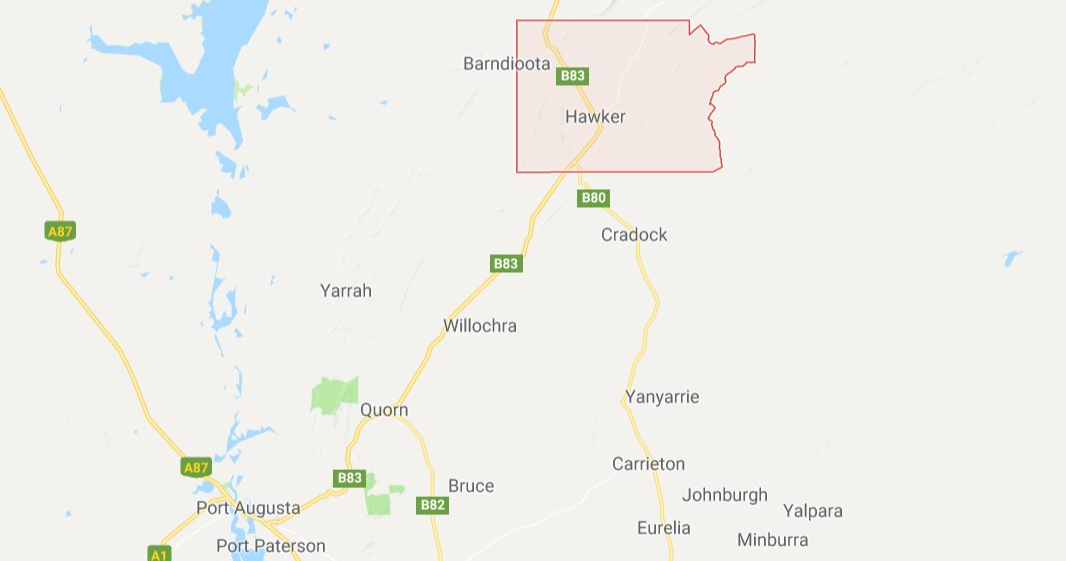 Barndioota
B83
Hawker
B80
A87
Cradock
B83
Yarrah
Willochra
Yanyarrie
Quorn
Carrieton
A87
B83
Bruce
Johnburgh
B82
Port Augusta
Yalpara
Eurelia
Minburra
Port Paterson
A1